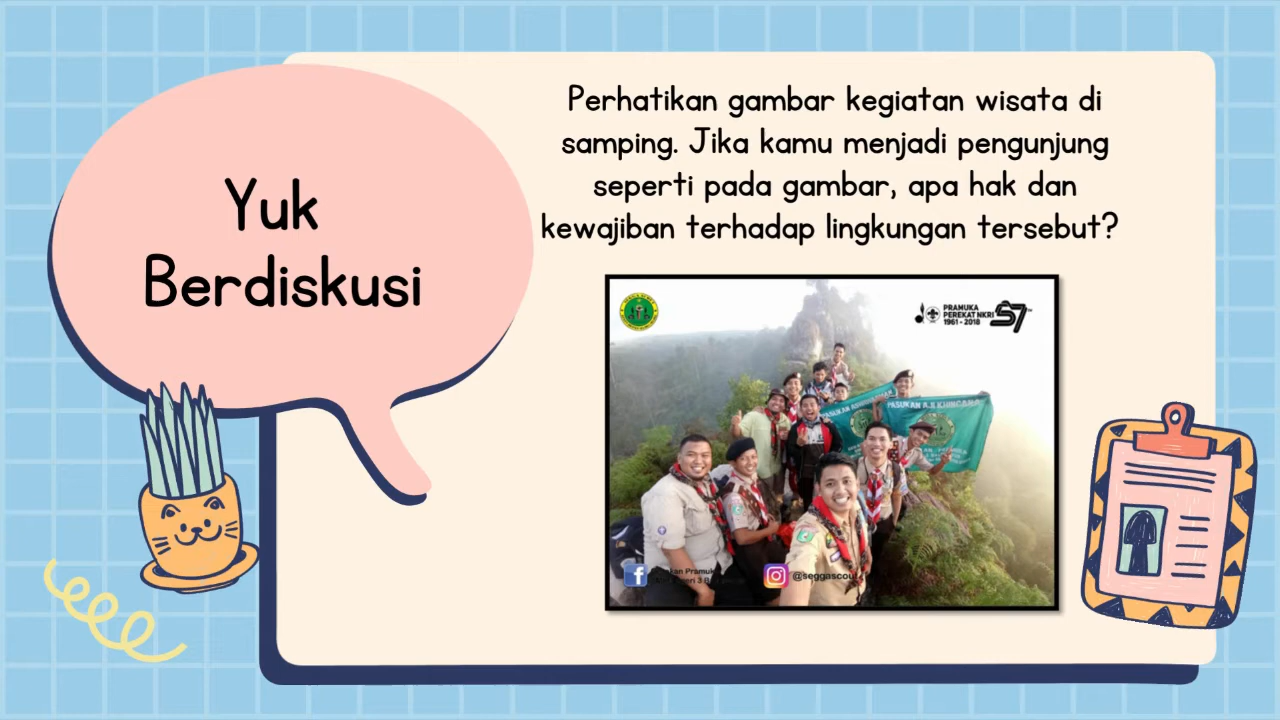 Yuk
Berdiskusi
Perhatikan gambar kegiatan wisata di
samping. Jika kamu menjadi pengunjung
seperti pada gambar, apa hak dan
kewajiban terhadap lingkungan tersebut?
PRAMUKA
PEREKAT NKRI
1961 - 2018
57
@seggascout